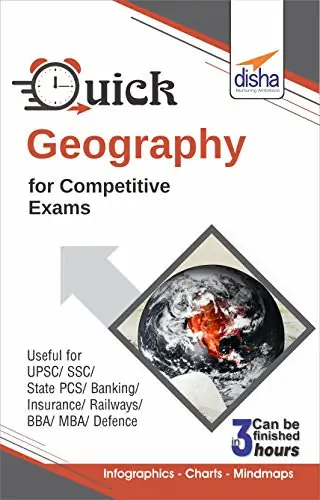 Quick
disha
Nurturing Ambitions
Geography
for Competitive
Exams
Useful for
UPSC/ SSC/
State PCS/ Banking/
Insurance/ Railways/
BBA/ MBA/ Defence
in 3 Can be
finished
hours
Infographics - Charts - Mindmaps